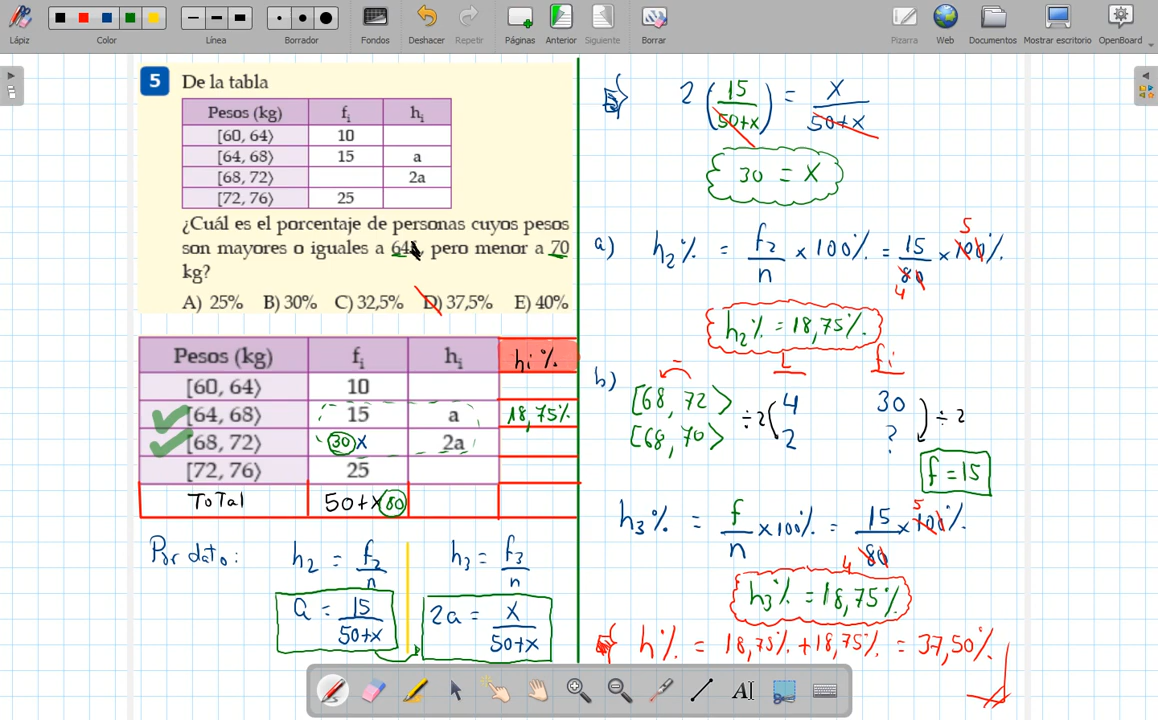 Lápiz
Color
Línea
Borrador
Fondos
Deshacer
Repetir
Páginas
Anterior
Siguiente
Borrar
Pizarra
Web
Documentos
Mostrar escritorio
OpenBoard
5 De la tabla
Pesos (kg) fi hi
[60, 64⟩ 10
[64, 68⟩ 15 a
[68, 72⟩ 2a
[72, 76⟩ 25
¿Cuál es el porcentaje de personas cuyos pesos
son mayores o iguales a 64, pero menor a 70
kg?
A) 25% B) 30% C) 32,5% D) 37,5% E) 40%
Pesos (kg) fi hi hi%
[60, 64⟩ 10
[64, 68⟩ 15 a 18,75%
[68, 72⟩ 30 x 2a
[72, 76⟩ 25
ToTal 50+x 80
Por dato: h2 = f2/n h3 = f3/n
a = 15/50+x 2a = x/50+x
2 (15/50+x) = x/50+x
30 = x
a) h2% = f2/n × 100% = 15/80 × 100% 5 4
h2% = 18,75%
b) L fi
[68, 72⟩ ÷2 4 30 ÷2
[68, 70⟩ 2 ?
f = 15
h3% = f/n × 100% = 15/80 × 100% 5 4
h3% = 18,75%
h% = 18,75% + 18,75% = 37,50%